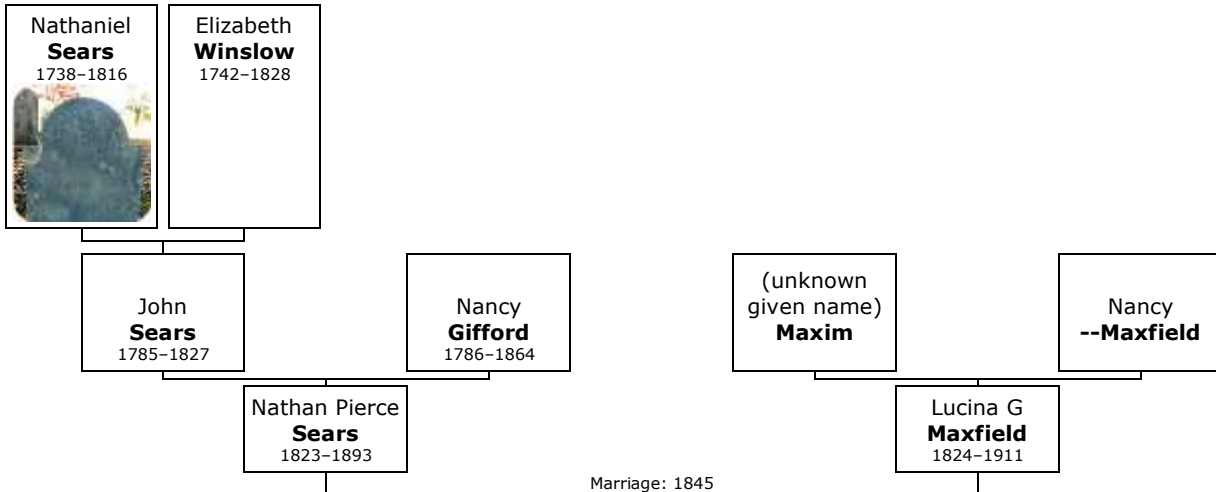 Nathaniel
Sears
1738–1816
Elizabeth
Winslow
1742–1828
John
Sears
1785–1827
Nancy
Gifford
1786–1864
(unknown
given name)
Maxim
Nancy
--Maxfield
Nathan Pierce
Sears
1823–1893
Lucina G
Maxfield
1824–1911
Marriage: 1845